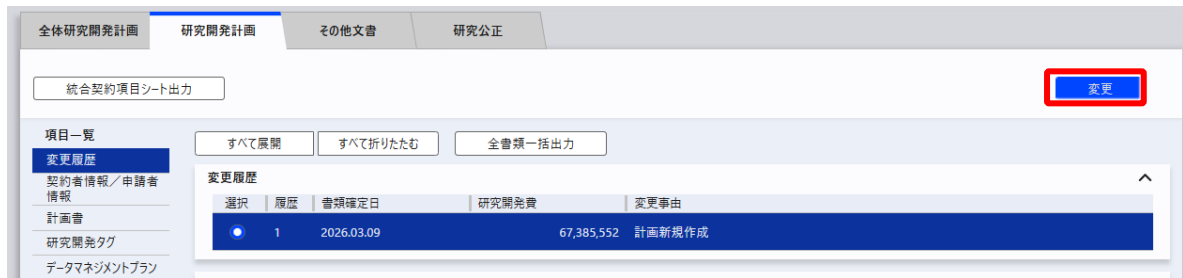 全体研究開発計画
研究開発計画
その他文書
研究公正
統合契約項目シート出力
変更
項目一覧
変更履歴
契約者情報／申請者
情報
計画書
研究開発タグ
データマネジメントプラン
すべて展開
すべて折りたたむ
全書類一括出力
変更履歴
選択 履歴 書類確定日 研究開発費 変更事由
1 2026.03.09 67,385,552 計画新規作成